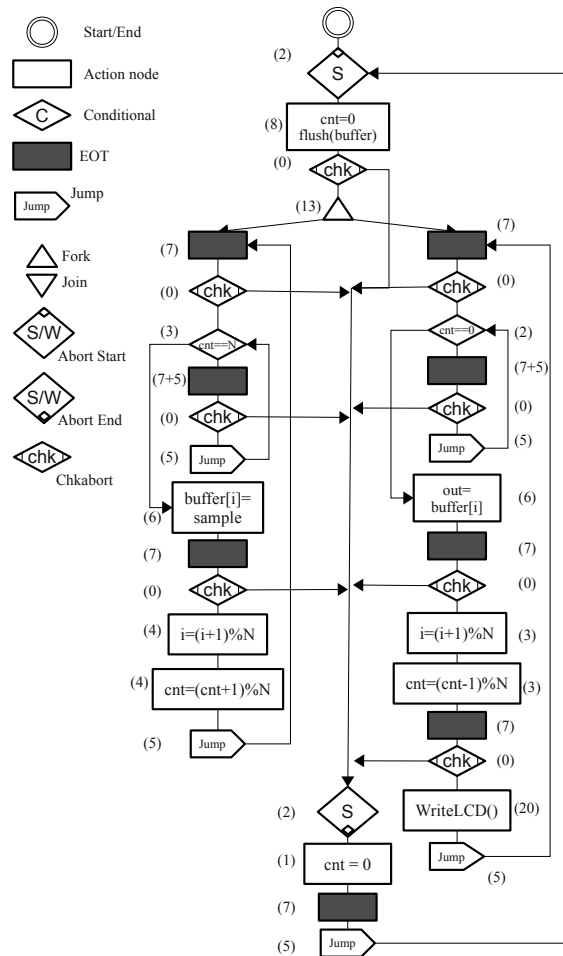 Start/End
Action node
C
Conditional
EOT
Jump
Jump
Fork
Join
S/W
Abort Start
S/W
Abort End
chk
Chkabort
(2)
S
(8)
cnt=0
flush(buffer)
(0)
chk
(13)
(7)
(0)
chk
(3)
cnt==N
(7+5)
(0)
chk
(5)
Jump
(6)
buffer[i]=
sample
(7)
(0)
chk
(4)
i=(i+1)%N
(4)
cnt=(cnt+1)%N
(5)
Jump
(7)
chk
(0)
cnt==0
(2)
(7+5)
chk
(0)
Jump
(5)
out=
buffer[i]
(6)
(7)
chk
(0)
i=(i+1)%N
(3)
cnt=(cnt-1)%N
(3)
(7)
chk
(0)
WriteLCD()
(20)
Jump
(5)
(2)
S
(1)
cnt = 0
(7)
(5)
Jump